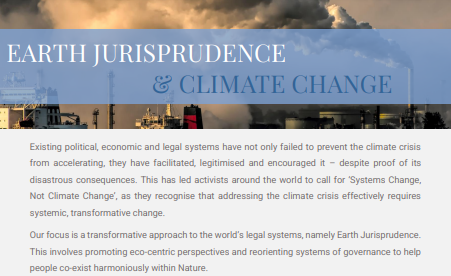 EARTH JURISPRUDENCE
& CLIMATE CHANGE
Existing political, economic and legal systems have not only failed to prevent the climate crisis
from accelerating, they have facilitated, legitimised and encouraged it – despite proof of its
disastrous consequences. This has led activists around the world to call for ‘Systems Change,
Not Climate Change’, as they recognise that addressing the climate crisis effectively requires
systemic, transformative change.
Our focus is a transformative approach to the world’s legal systems, namely Earth Jurisprudence.
This involves promoting eco-centric perspectives and reorienting systems of governance to help
people co-exist harmoniously within Nature.